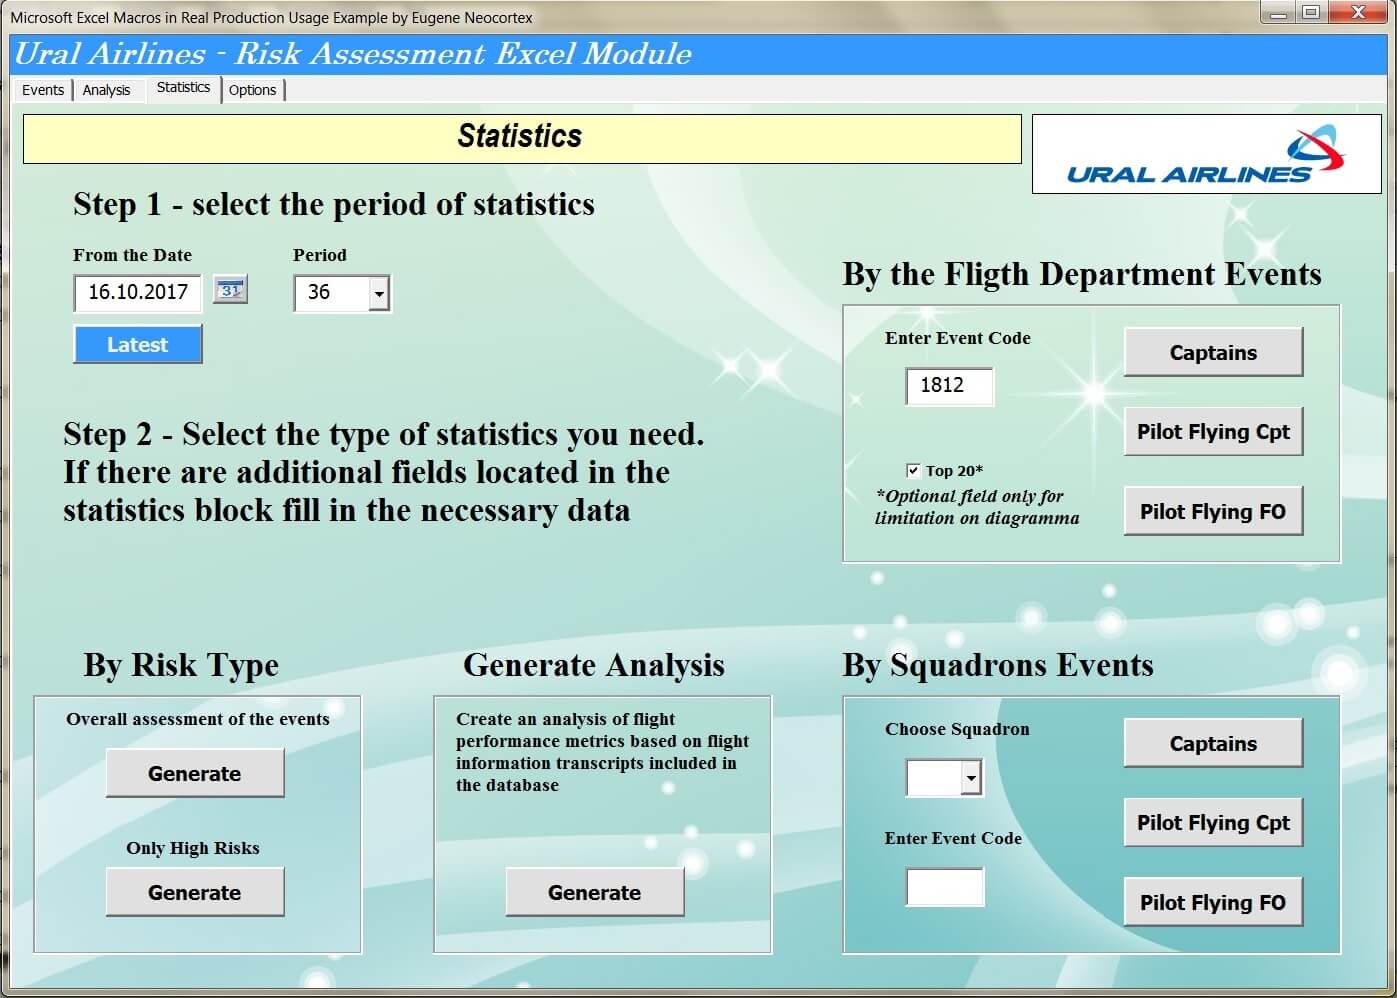 Microsoft Excel Macros in Real Production Usage Example by Eugene Neocortex
Ural Airlines - Risk Assessment Excel Module
Events
Analysis
Statistics
Options
Statistics
URAL AIRLINES
Step 1 - select the period of statistics
From the Date
Period
16.10.2017
31
36
Latest
Step 2 - Select the type of statistics you need.
If there are additional fields located in the
statistics block fill in the necessary data
By the Fligth Department Events
Enter Event Code
1812
Top 20*
*Optional field only for
limitation on diagramma
Captains
Pilot Flying Cpt
Pilot Flying FO
By Risk Type
Overall assessment of the events
Generate
Only High Risks
Generate
Generate Analysis
Create an analysis of flight
performance metrics based on flight
information transcripts included in
the database
Generate
By Squadrons Events
Choose Squadron
Enter Event Code
Captains
Pilot Flying Cpt
Pilot Flying FO